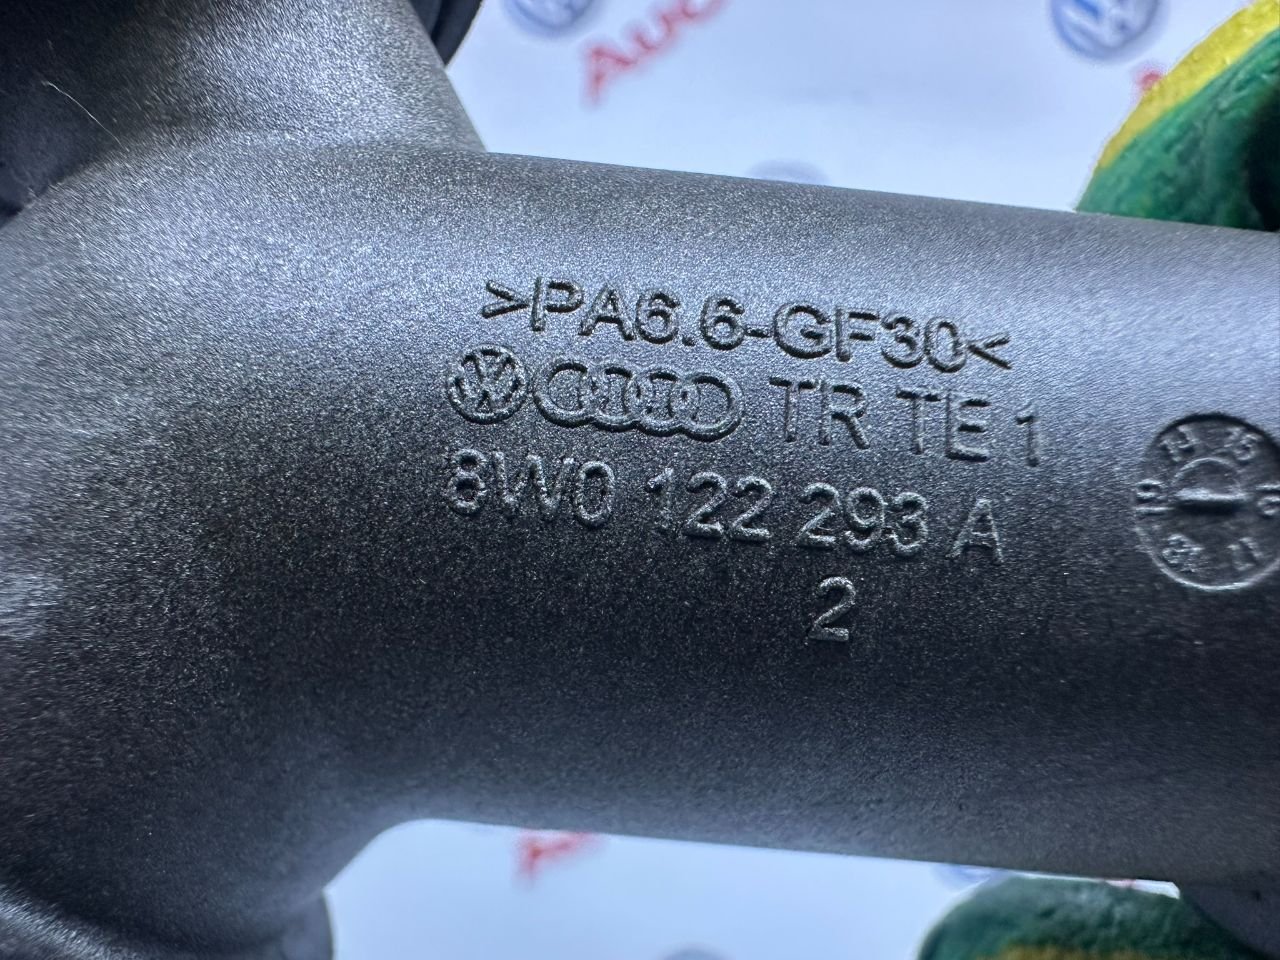 >PA6.6-GF30<
TR TE 1
8W0 122 293 A
2